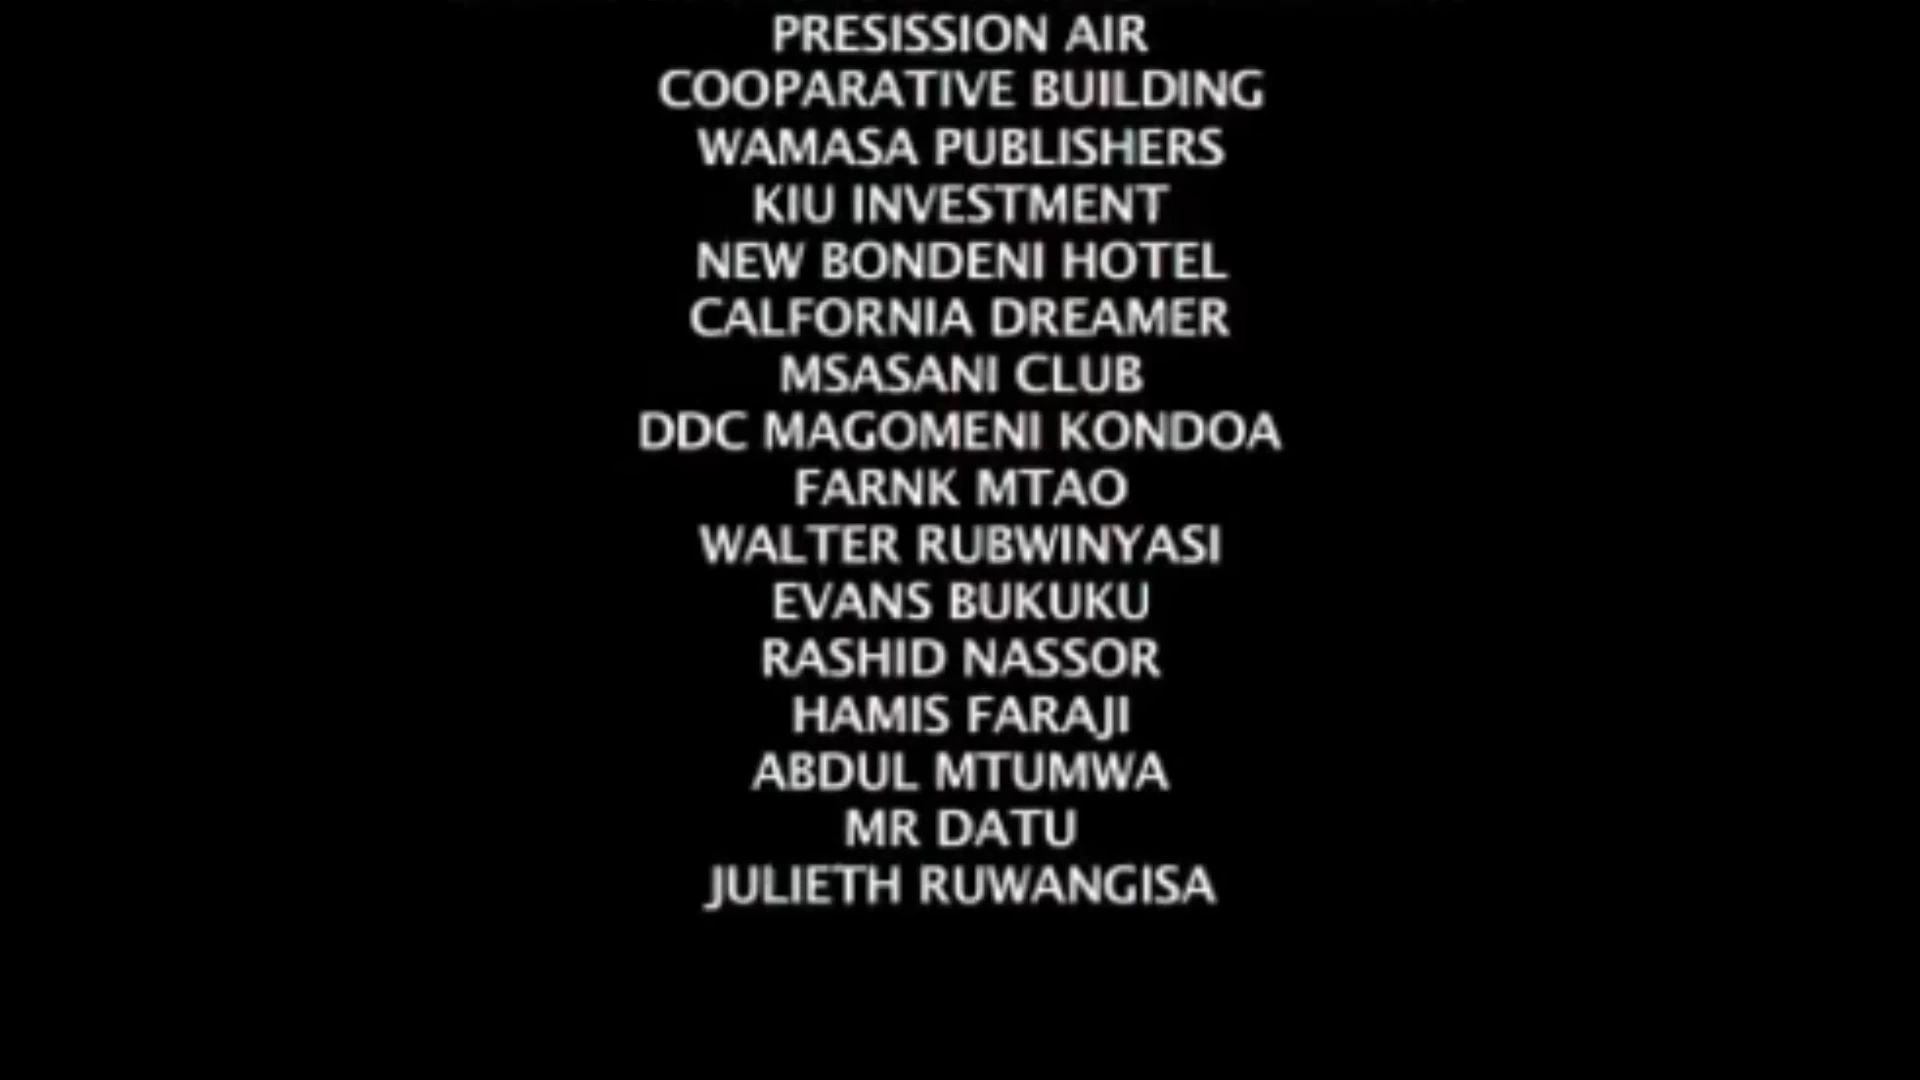 PRESISSION AIR
COOPARATIVE BUILDING
WAMASA PUBLISHERS
KIU INVESTMENT
NEW BONDENI HOTEL
CALFORNIA DREAMER
MSASANI CLUB
DDC MAGOMENI KONDOA
FARNK MTAO
WALTER RUBWINYASI
EVANS BUKUKU
RASHID NASSOR
HAMIS FARAJI
ABDUL MTUMWA
MR DATU
JULIETH RUWANGISA